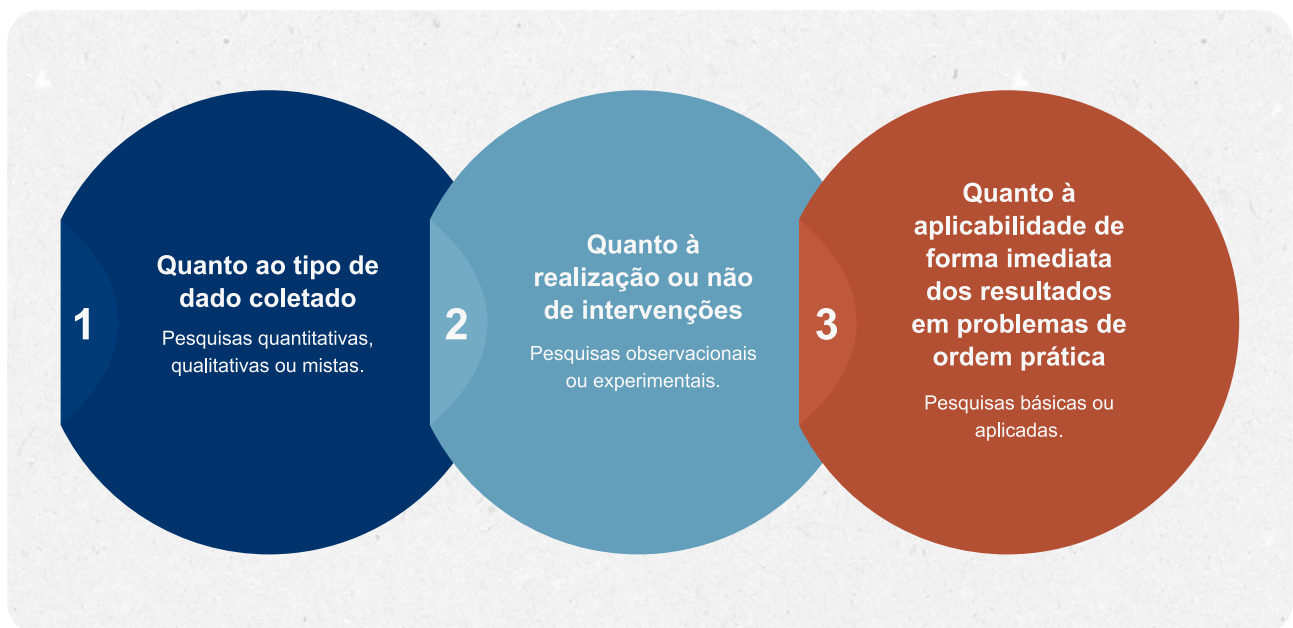 1
Quanto ao tipo de
dado coletado
Pesquisas quantitativas,
qualitativas ou mistas.
2
Quanto à
realização ou não
de intervenções
Pesquisas observacionais
ou experimentais.
3
Quanto à
aplicabilidade de
forma imediata
dos resultados
em problemas de
ordem prática
Pesquisas básicas ou
aplicadas.